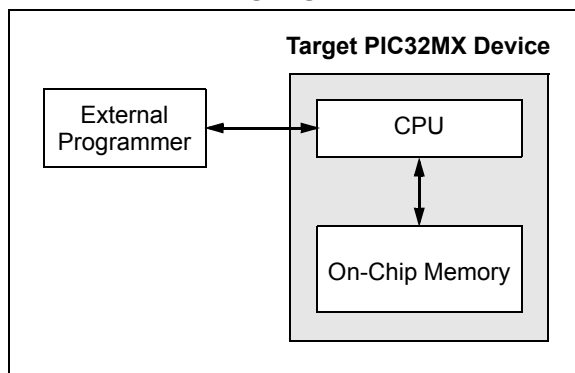 Target PIC32MX Device
External
Programmer
CPU
On-Chip Memory